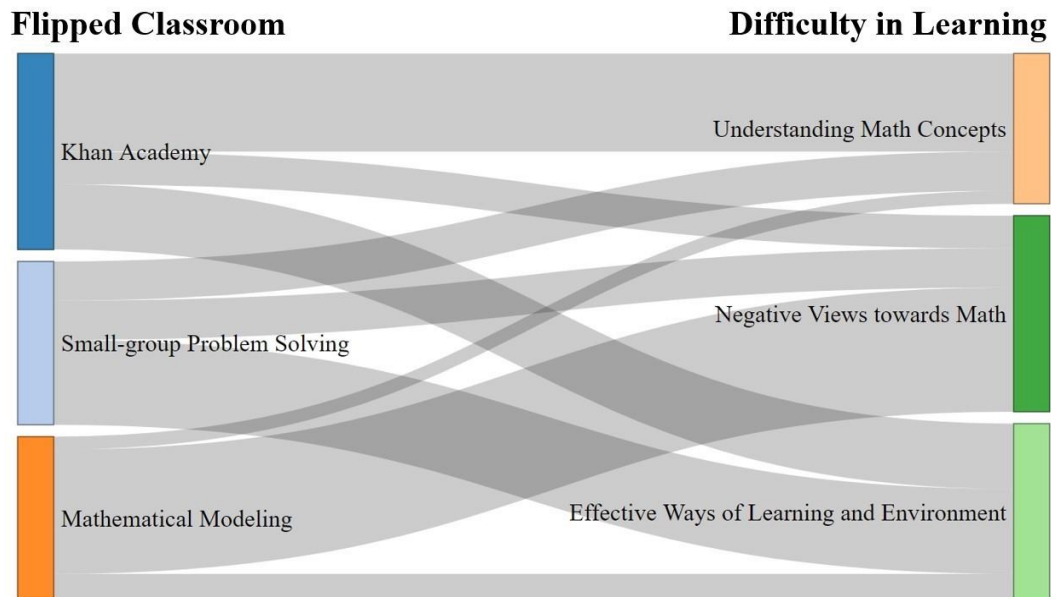 Flipped Classroom
Difficulty in Learning
Khan Academy
Understanding Math Concepts
Small-group Problem Solving
Negative Views towards Math
Mathematical Modeling
Effective Ways of Learning and Environment